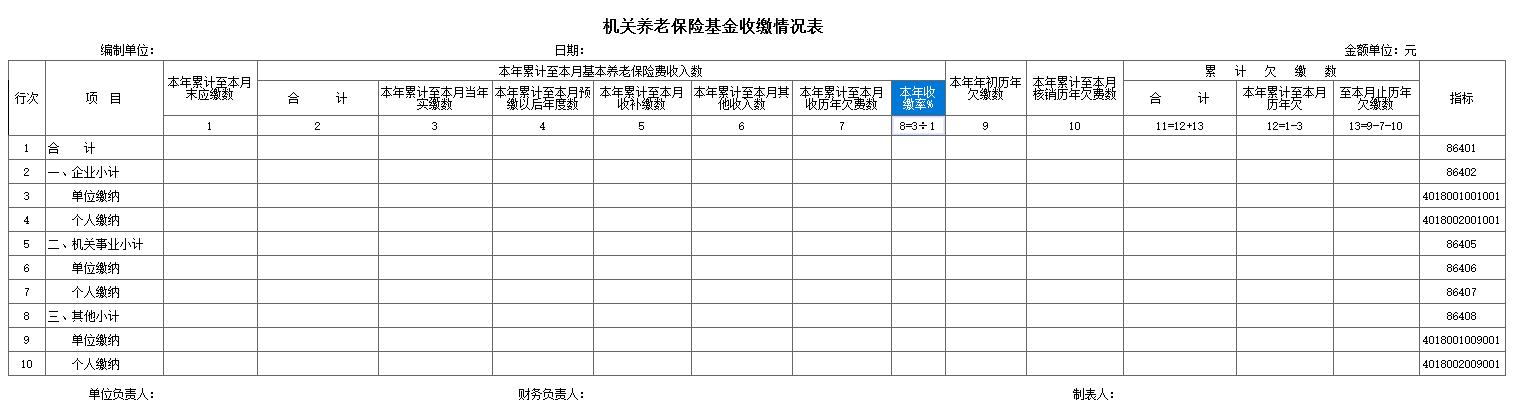 机关养老保险基金收缴情况表
编制单位： 日期： 金额单位：元
行次 项 目 本年累计至本月末应缴数 本年累计至本月基本养老保险费收入数 本年年初历年欠缴数 本年累计至本月核销历年欠费数 累 计 欠 缴 数 指标
合 计 本年累计至本月当年实缴数 本年累计至本月预缴以后年度数 本年累计至本月收补缴数 本年累计至本月其他收入数 本年累计至本月收历年欠费数 本年收缴率% 合 计 本年累计至本月历年欠 至本月止历年欠缴数
1 2 3 4 5 6 7 8=3÷1 9 10 11=12+13 12=1-3 13=9-7-10
1 合 计 86401
2 一、企业小计 86402
3 单位缴纳 4018001001001
4 个人缴纳 4018002001001
5 二、机关事业小计 86405
6 单位缴纳 86406
7 个人缴纳 86407
8 三、其他小计 86408
9 单位缴纳 4018001009001
10 个人缴纳 4018002009001
单位负责人： 财务负责人： 制表人：